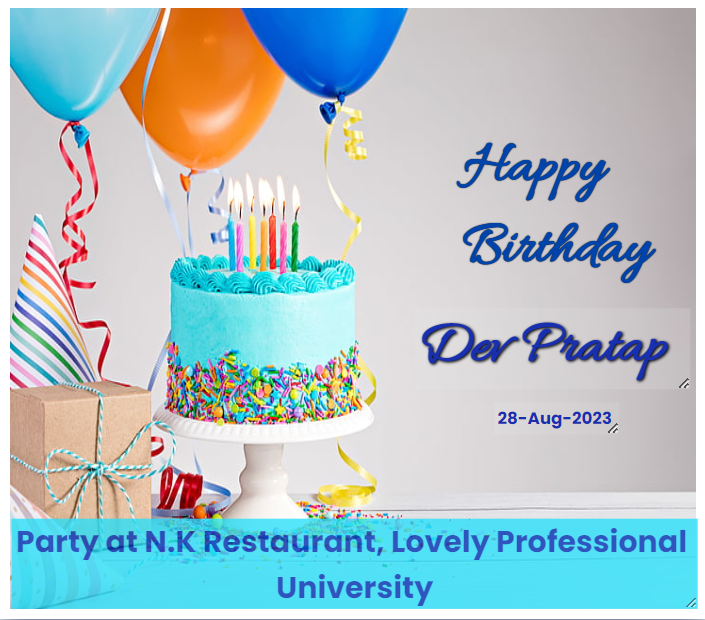 Happy
Birthday
Dev Pratap
28-Aug-2023
Party at N.K Restaurant, Lovely Professional
University